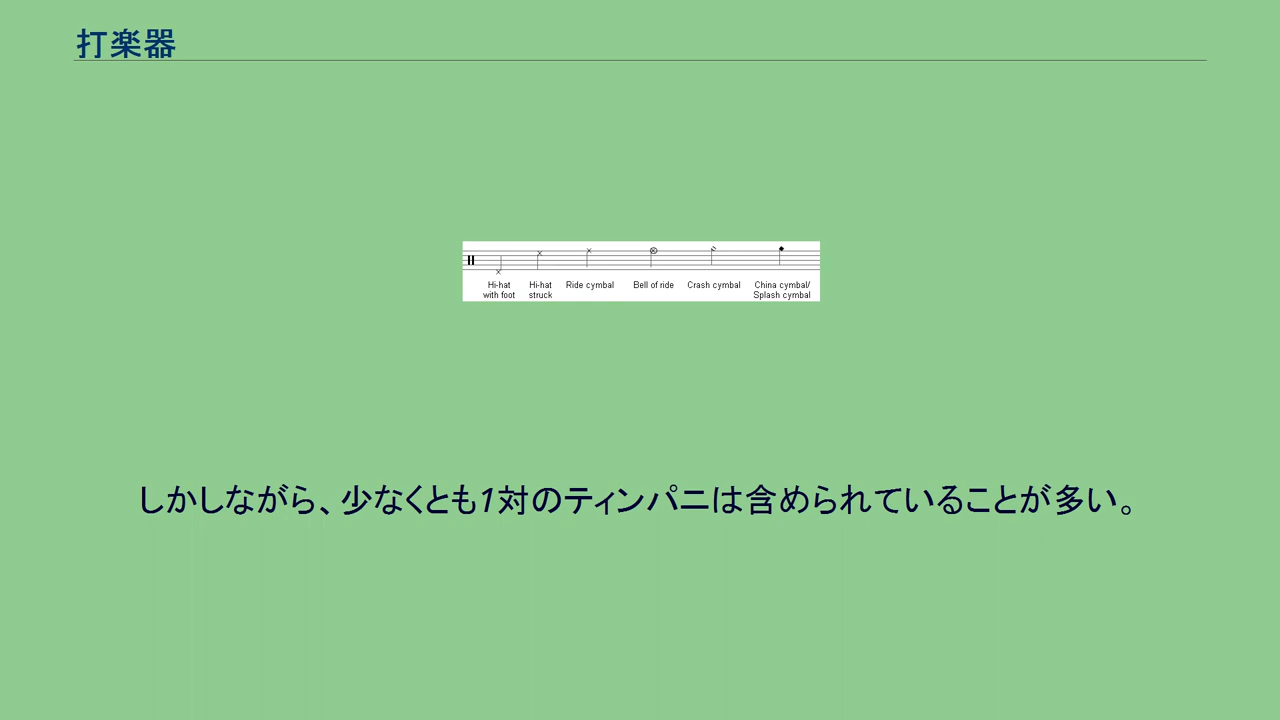 打楽器
Hi-hat with foot
Hi-hat struck
Ride cymbal
Bell of ride
Crash cymbal
China cymbal/ Splash cymbal
しかしながら、少なくとも1対のティンパニは含められていることが多い。